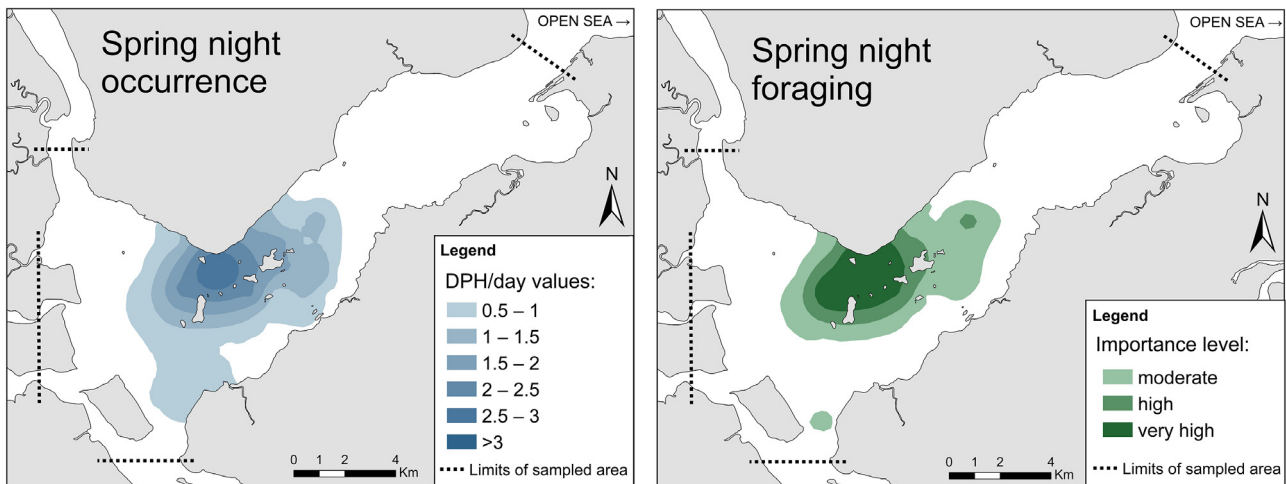 Spring night
occurrence
OPEN SEA →
N
Legend
DPH/day values:
0.5 – 1
1 – 1.5
1.5 – 2
2 – 2.5
2.5 – 3
>3
Limits of sampled area
0 1 2 4
Km
Spring night
foraging
OPEN SEA →
N
Legend
Importance level:
moderate
high
very high
Limits of sampled area
0 1 2 4
Km